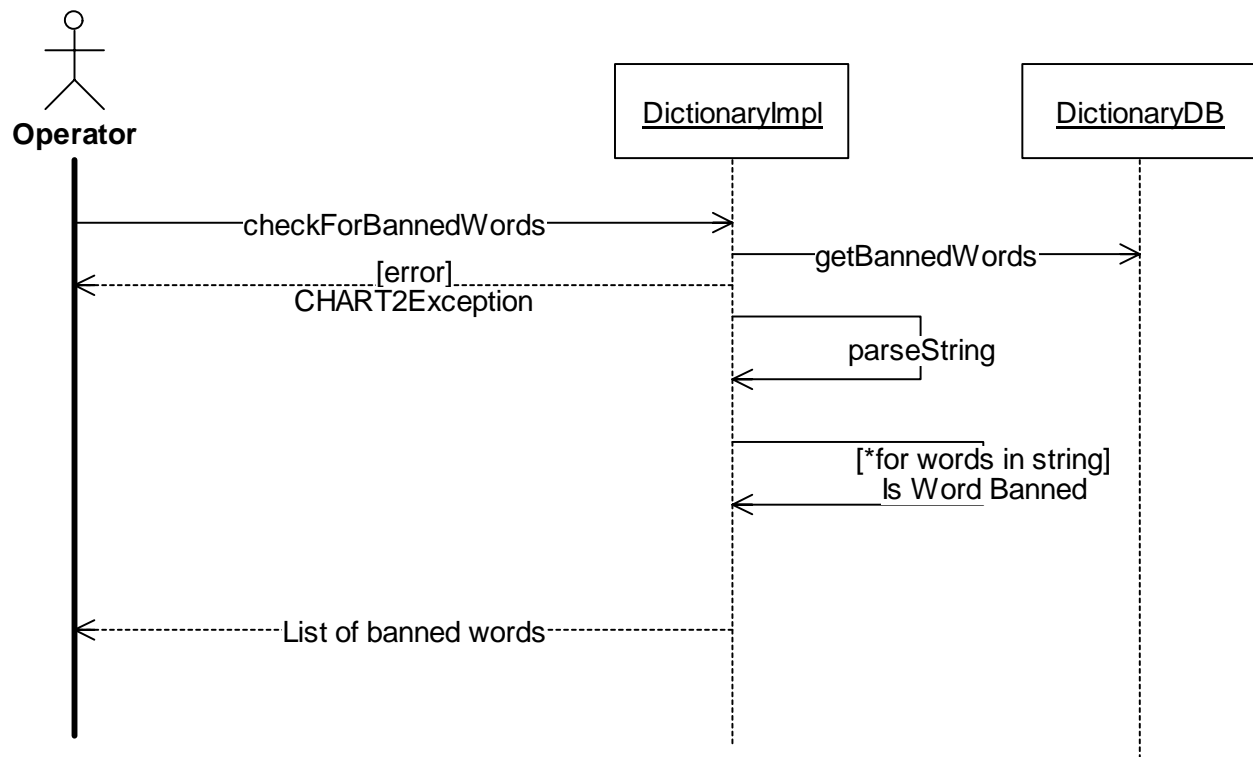 Operator
DictionaryImpl
DictionaryDB
checkForBannedWords
getBannedWords
[error]
CHART2Exception
parseString
[*for words in string]
Is Word Banned
List of banned words